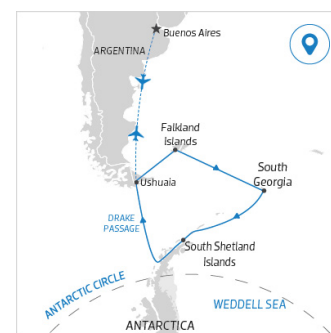 Buenos Aires
ARGENTINA
Falkland
Islands
South
Georgia
Ushuaia
DRAKE
PASSAGE
South Shetland
Islands
ANTARCTIC CIRCLE
WEDDELL SEA
ANTARCTICA